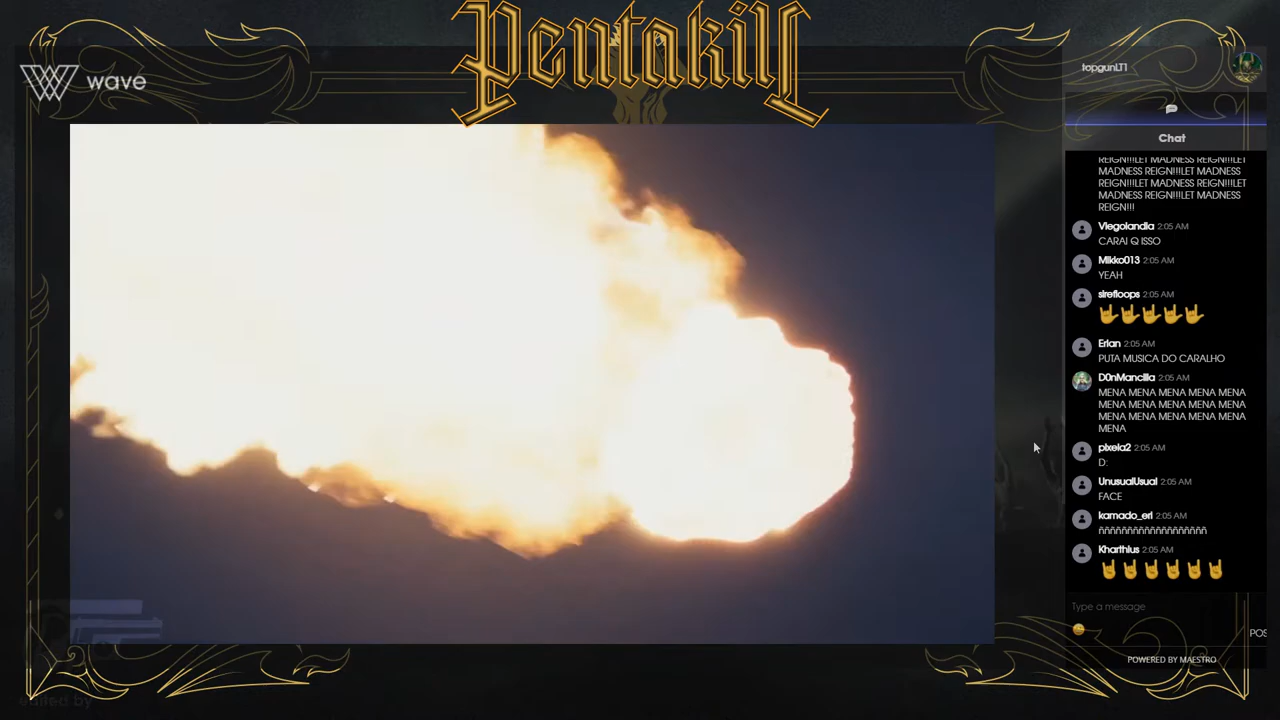 Pentakill
wave
topgunLT1
Chat
REIGN!!!LET MADNESS REIGN!!!LET
MADNESS REIGN!!!LET MADNESS
REIGN!!!LET MADNESS REIGN!!!LET
MADNESS REIGN!!!LET MADNESS
REIGN!!!
Viegolandia 2:05 AM
CARAI Q ISSO
Mikko013 2:05 AM
YEAH
sirefloops 2:05 AM
Erlan 2:05 AM
PUTA MUSICA DO CARALHO
D0nMancilla 2:05 AM
MENA MENA MENA MENA MENA
MENA MENA MENA MENA MENA
MENA MENA MENA MENA MENA
MENA
pixela2 2:05 AM
D:
UnusualUsual 2:05 AM
FACE
kamado_eri 2:05 AM
ññññññññññññññññññ
Kharthius 2:05 AM
Type a message
POS
POWERED BY MAESTRO
edited by